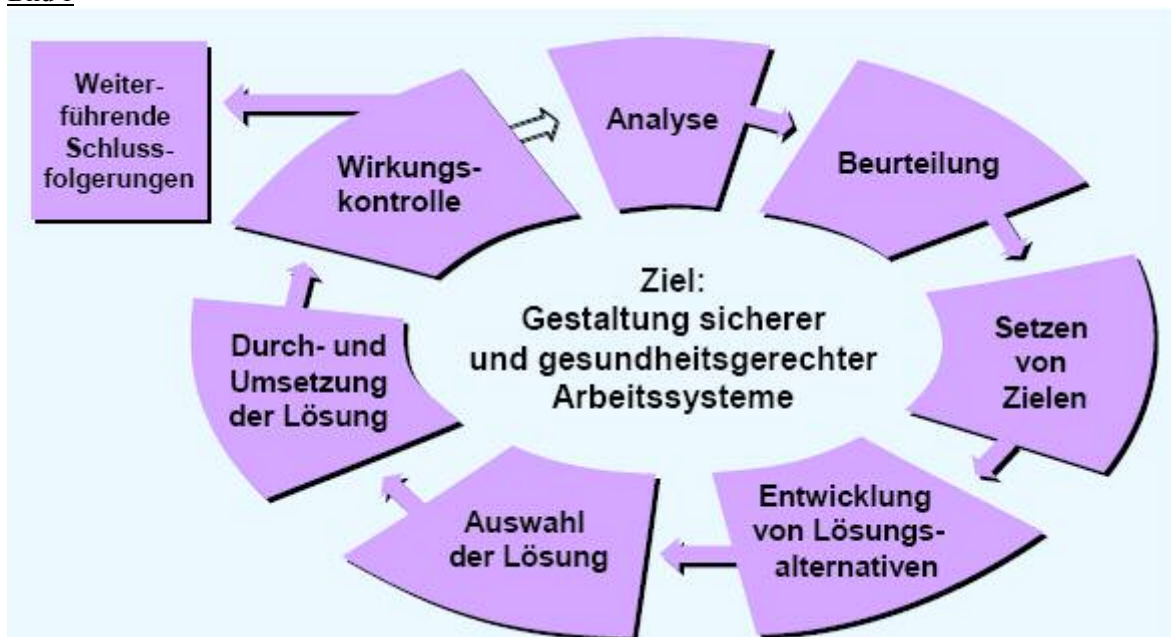 Weiter-
führende
Schluss-
folgerungen
Wirkungs-
kontrolle
Analyse
Beurteilung
Setzen
von
Zielen
Entwicklung
von Lösungs-
alternativen
Auswahl
der Lösung
Durch- und
Umsetzung
der Lösung
Ziel:
Gestaltung sicherer
und gesundheitsgerechter
Arbeitssysteme